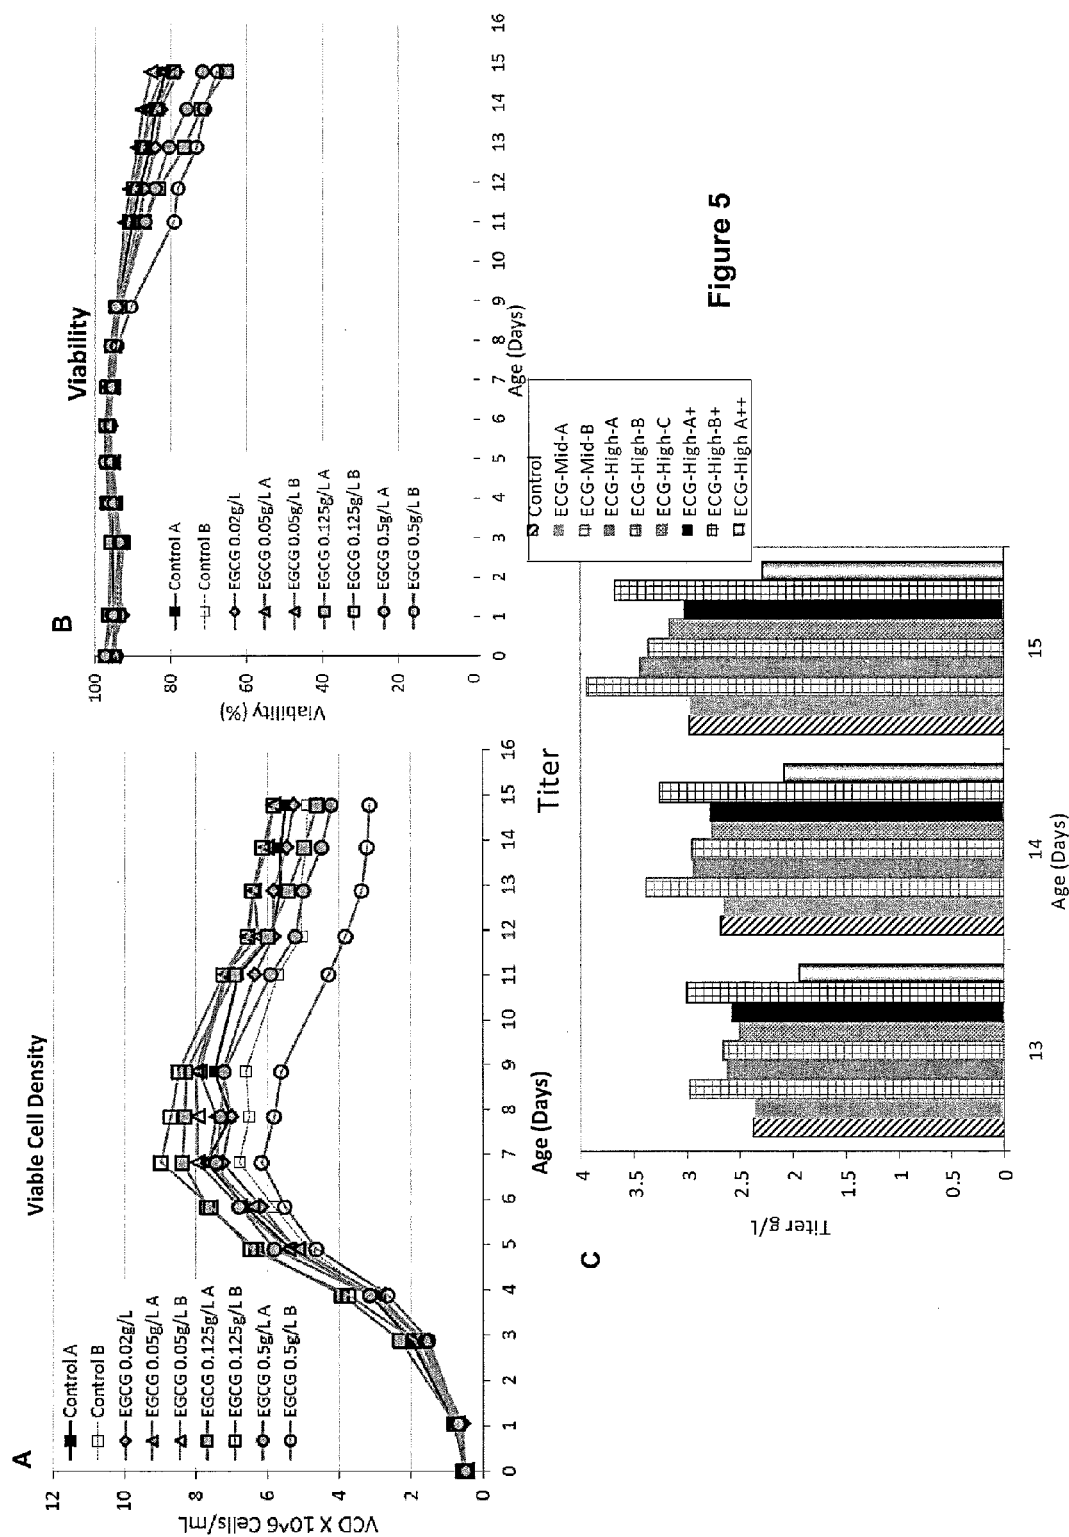 A
Viable Cell Density
Control A
Control B
EGCG 0.02g/L
EGCG 0.05g/L A
EGCG 0.05g/L B
EGCG 0.125g/L A
EGCG 0.125g/L B
EGCG 0.5g/L A
EGCG 0.5g/L B
VCD X 10^6 Cells/mL
12
10
8
6
4
2
0
0 1 2 3 4 5 6 7 8 9 10 11 12 13 14 15 16
Age (Days)
B
Viability
Control A
Control B
EGCG 0.02g/L
EGCG 0.05g/L A
EGCG 0.05g/L B
EGCG 0.125g/L A
EGCG 0.125g/L B
EGCG 0.5g/L A
EGCG 0.5g/L B
Viability (%)
100
80
60
40
20
0
0 1 2 3 4 5 6 7 8 9 10 11 12 13 14 15 16
Age (Days)
C
Titer
Titer g/L
4
3.5
3
2.5
2
1.5
1
0.5
0
13 14 15
Age (Days)
Control
ECG-Mid-A
ECG-Mid-B
ECG-High-A
ECG-High-B
ECG-High-C
ECG-High-A+
ECG-High-B+
ECG-High A++
Figure 5